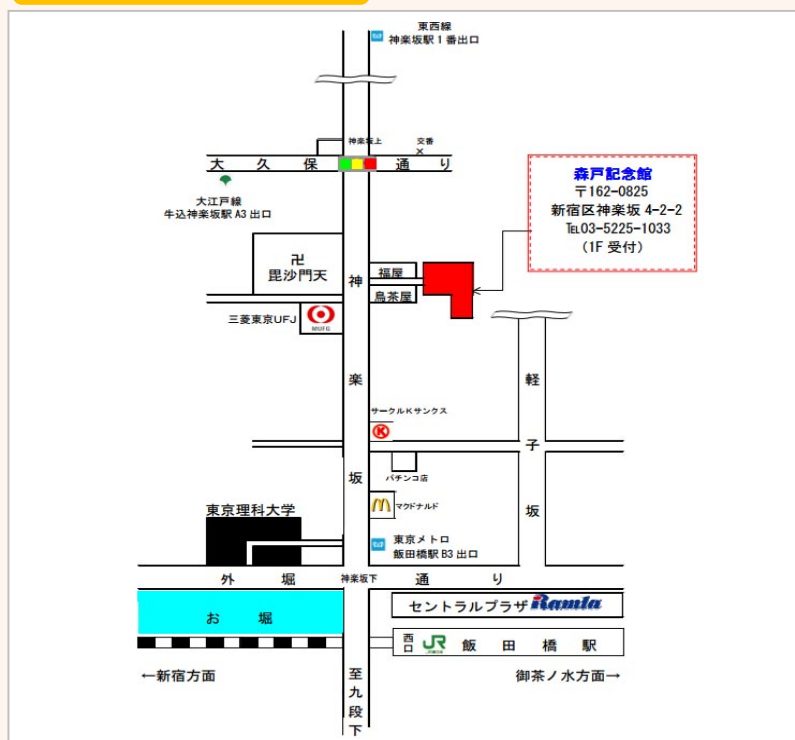 東西線
神楽坂駅1番出口
神楽坂上
交番
大久保通り
大江戸線
牛込神楽坂駅 A3 出口
森戸記念館
〒162-0825
新宿区神楽坂 4-2-2
℡03-5225-1033
(1F 受付)
卍
毘沙門天
福屋
鳥茶屋
三菱東京UFJ
MUFG
神楽坂
軽子坂
サークルKサンクス
K
パチンコ店
マクドナルド
東京理科大学
東京メトロ
飯田橋駅 B3 出口
外堀通り
神楽坂下
お堀
セントラルプラザ Ramla
西口
JR
飯田橋駅
←新宿方面
御茶ノ水方面→
至九段下